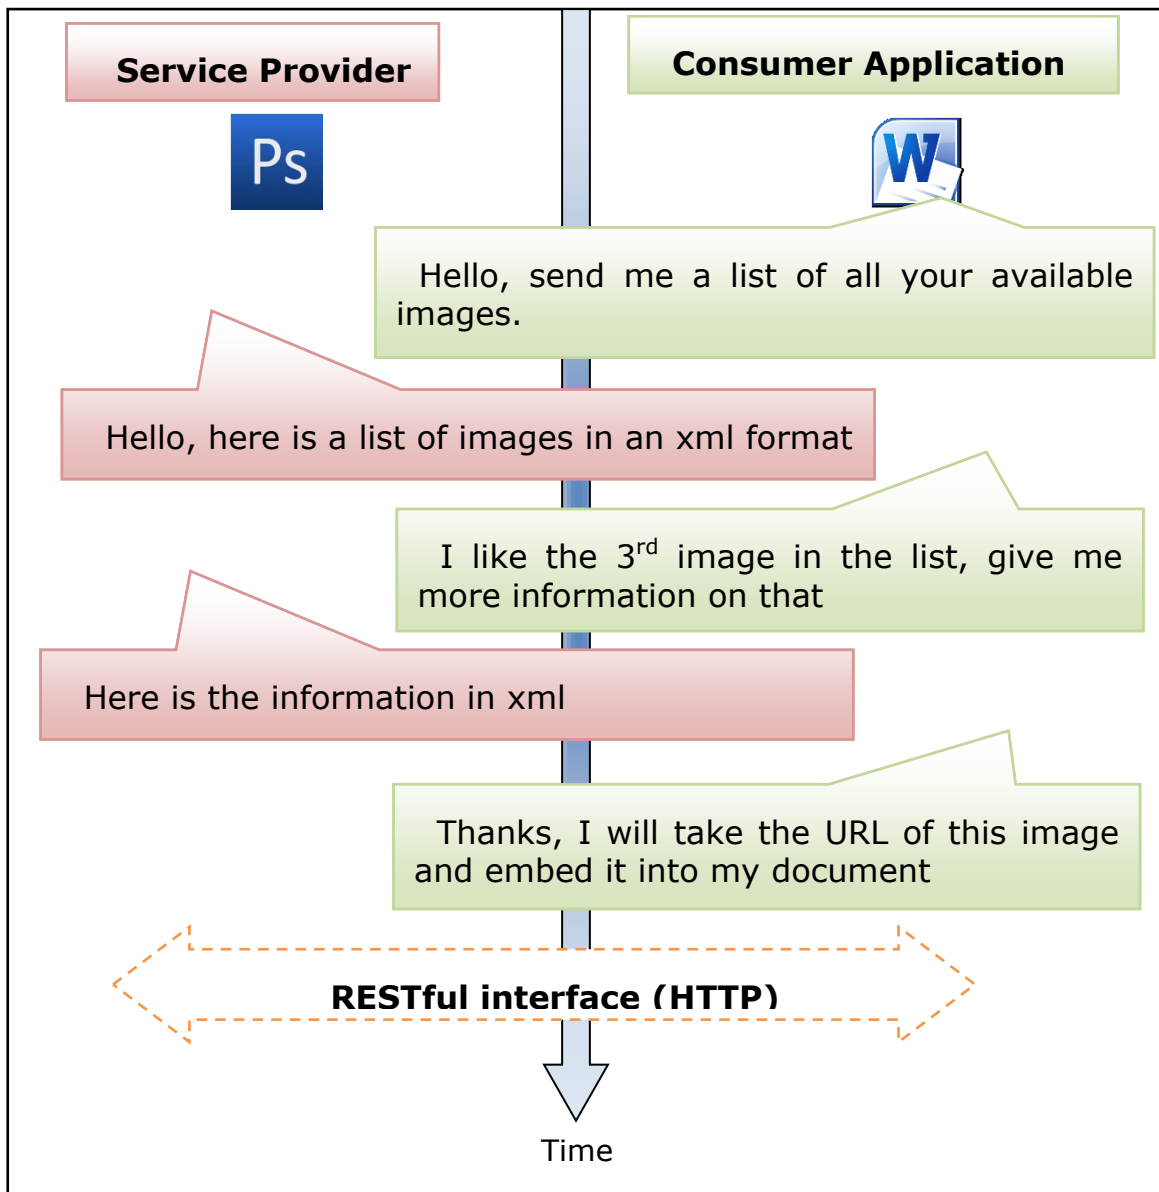 Service Provider
Consumer Application
Ps
W
Hello, send me a list of all your available
images.
Hello, here is a list of images in an xml format
I like the 3rd image in the list, give me
more information on that
Here is the information in xml
Thanks, I will take the URL of this image
and embed it into my document
RESTful interface (HTTP)
Time